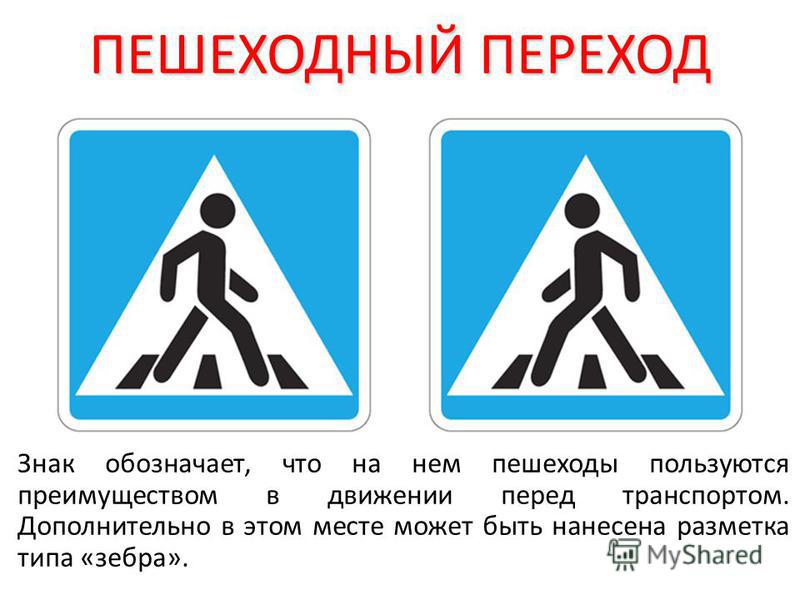 ПЕШЕХОДНЫЙ ПЕРЕХОД
Знак обозначает, что на нем пешеходы пользуются
преимуществом в движении перед транспортом.
Дополнительно в этом месте может быть нанесена разметка
типа «зебра».
MyShared